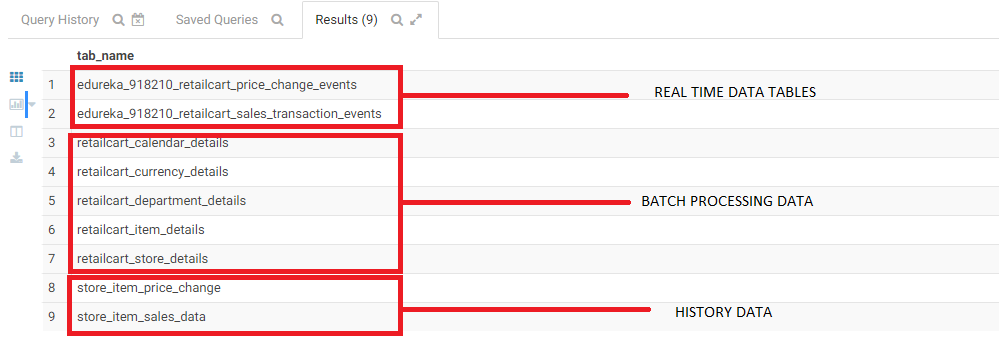 Query History Saved Queries Results (9)
tab_name
1 edureka_918210_retailcart_price_change_events REAL TIME DATA TABLES
2 edureka_918210_retailcart_sales_transaction_events
3 retailcart_calendar_details
4 retailcart_currency_details
5 retailcart_department_details BATCH PROCESSING DATA
6 retailcart_item_details
7 retailcart_store_details
8 store_item_price_change
9 store_item_sales_data HISTORY DATA